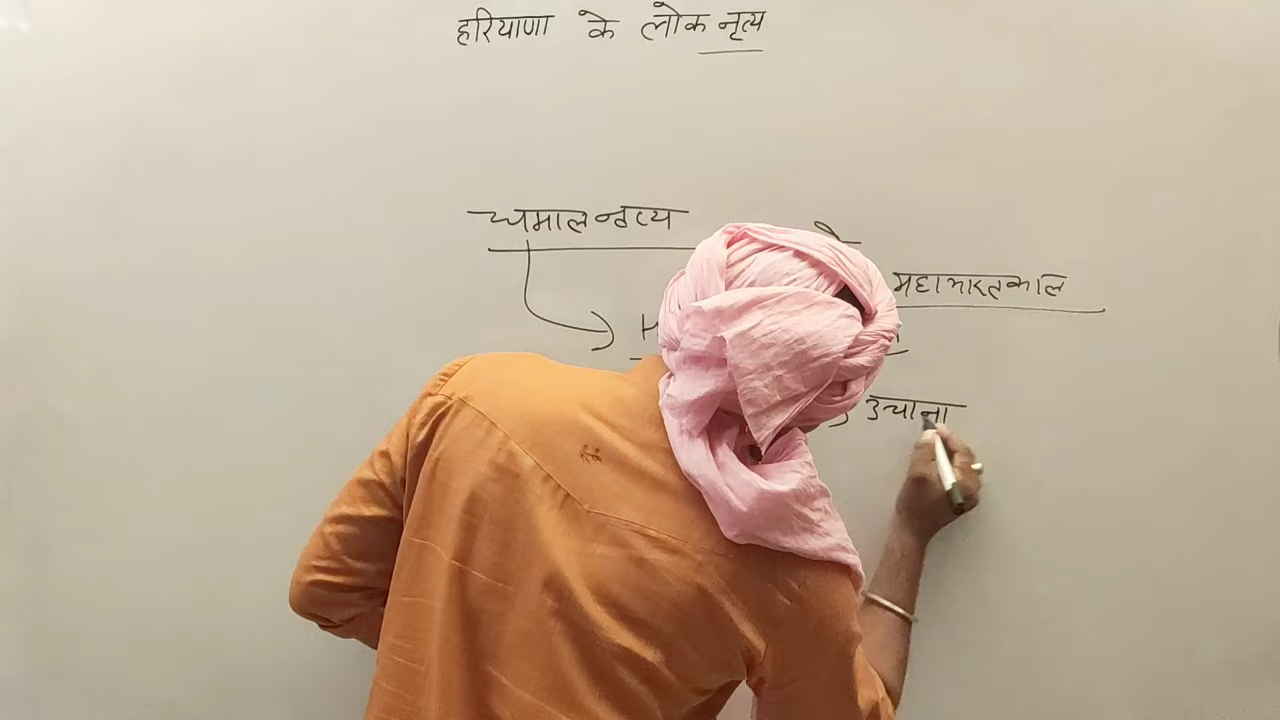 हरियाणा के लोक नृत्य
धमाल नृत्य
महाभारतकाल
उचाना